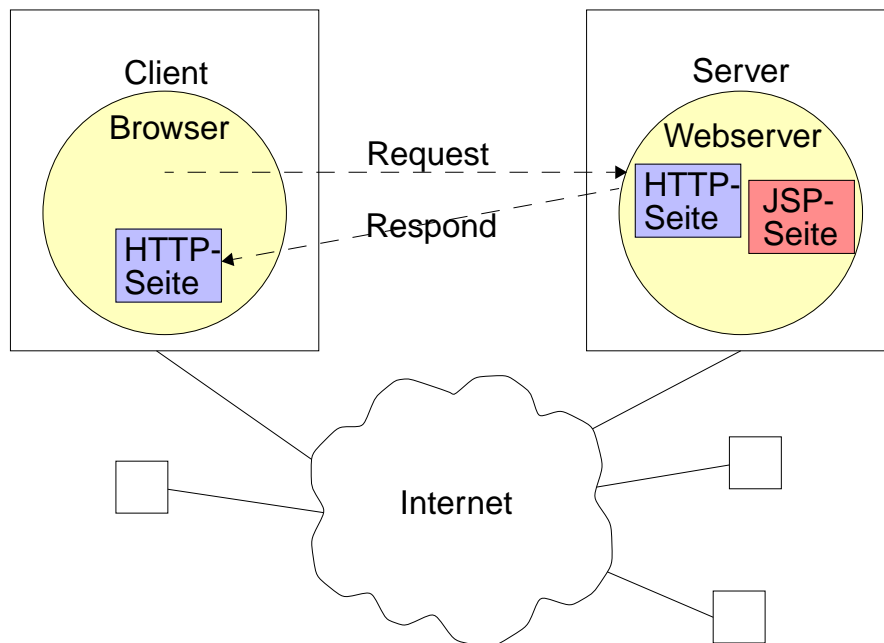 Client
Browser
HTTP-
Seite
Request
Respond
Server
Webserver
HTTP-
Seite
JSP-
Seite
Internet